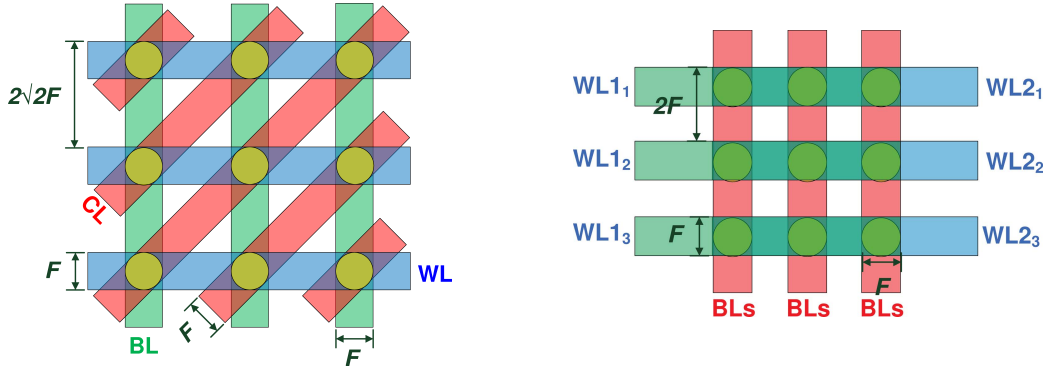 2√2F
CL
F
WL
F
BL
F
WL1₁
WL2₁
2F
WL1₂
WL2₂
WL1₃
F
WL2₃
F
BLs
BLs
BLs